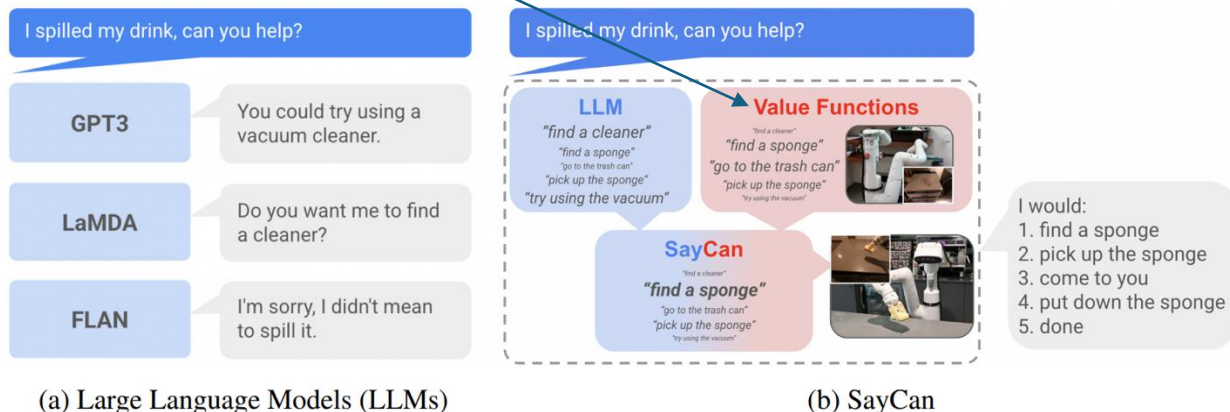 I spilled my drink, can you help?
GPT3
You could try using a
vacuum cleaner.
LaMDA
Do you want me to find
a cleaner?
FLAN
I'm sorry, I didn't mean
to spill it.
(a) Large Language Models (LLMs)
I spilled my drink, can you help?
LLM
"find a cleaner"
"find a sponge"
"go to the trash can"
"pick up the sponge"
"try using the vacuum"
Value Functions
"find a cleaner"
"find a sponge"
"go to the trash can"
"pick up the sponge"
"try using the vacuum"
SayCan
"find a cleaner"
"find a sponge"
"go to the trash can"
"pick up the sponge"
"try using the vacuum"
I would:
1. find a sponge
2. pick up the sponge
3. come to you
4. put down the sponge
5. done
(b) SayCan